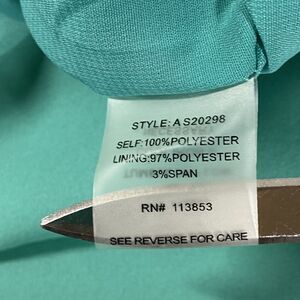 STYLE: A S20298
SELF:100%POLYESTER
LINING:97%POLYESTER
3%SPAN
RN# 113853
SEE REVERSE FOR CARE